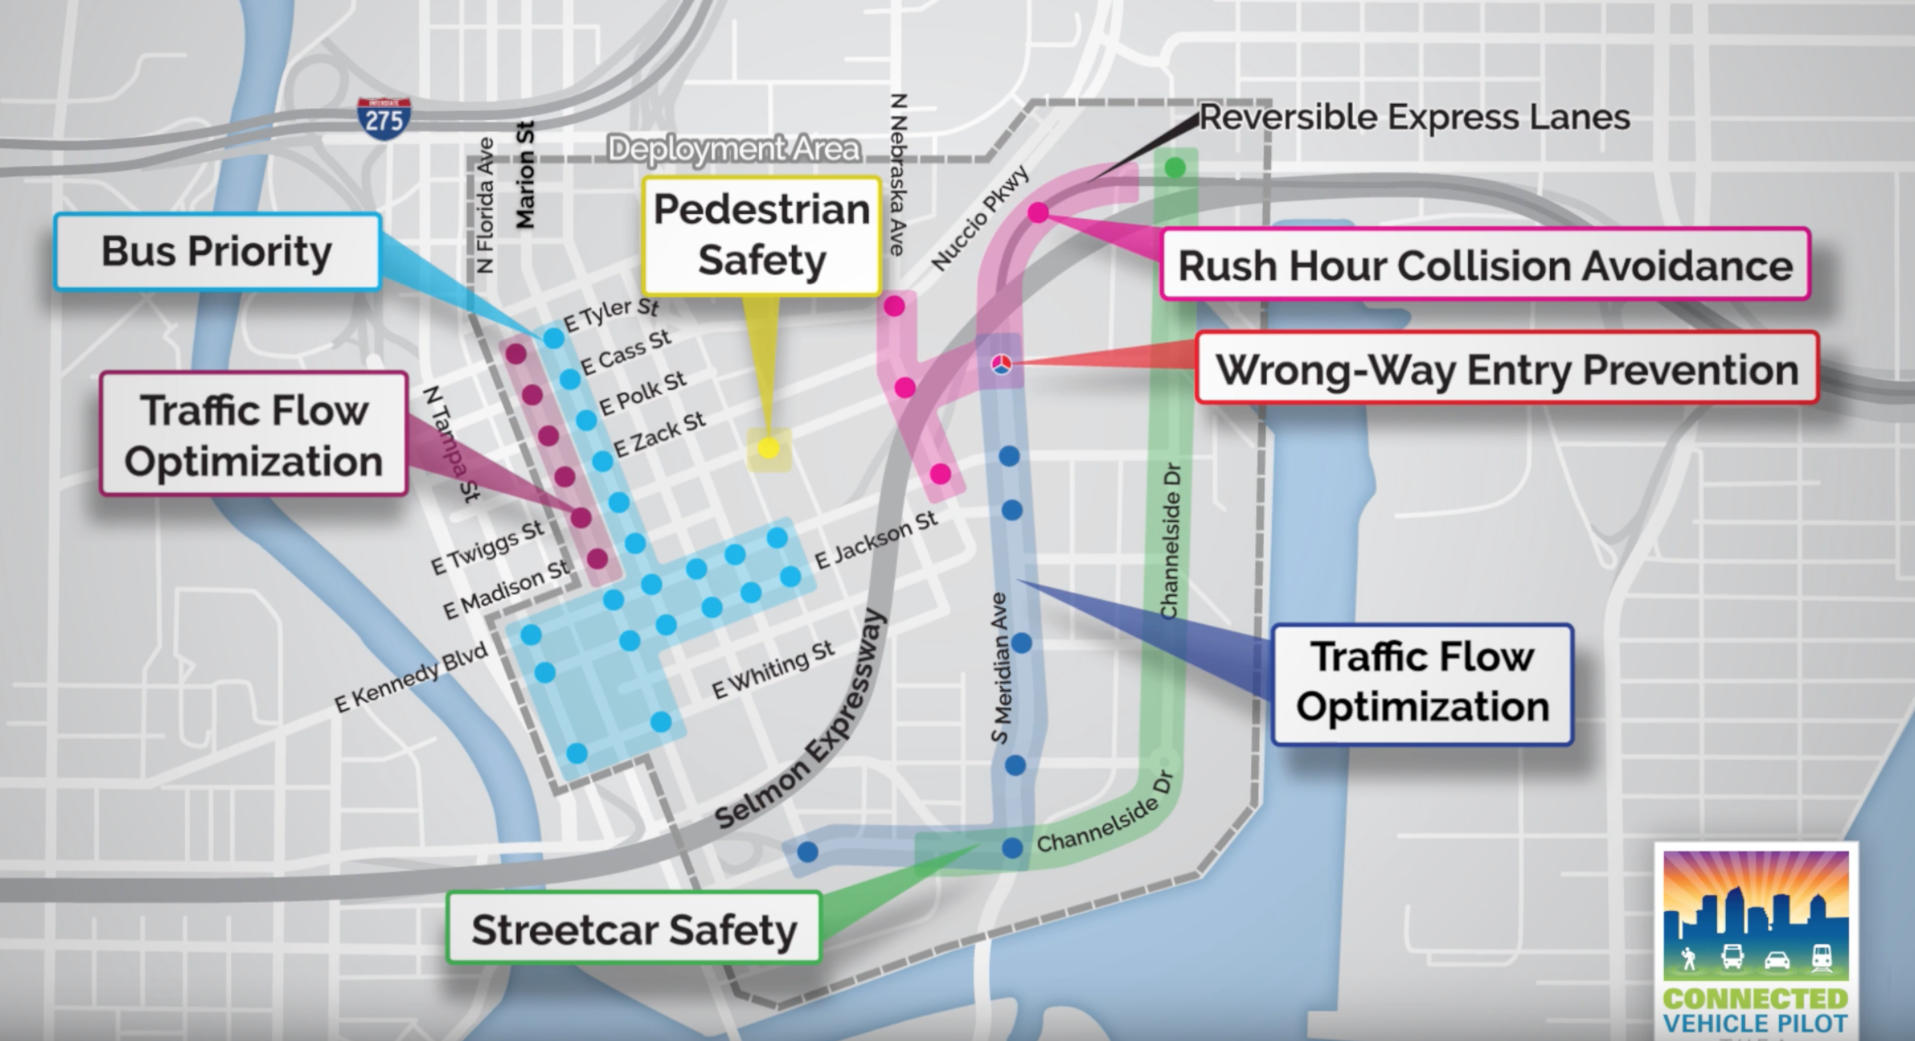 INTERSTATE
275
N Florida Ave
Marion St
Deployment Area
N Nebraska Ave
Nuccio Pkwy
Reversible Express Lanes
Bus Priority
Pedestrian
Safety
Rush Hour Collision Avoidance
Wrong-Way Entry Prevention
E Tyler St
E Cass St
E Polk St
E Zack St
Traffic Flow
Optimization
N Tampa St
E Twiggs St
E Madison St
E Kennedy Blvd
E Jackson St
E Whiting St
Selmon Expressway
S Meridian Ave
Channelside Dr
Traffic Flow
Optimization
Channelside Dr
Streetcar Safety
CONNECTED
VEHICLE PILOT